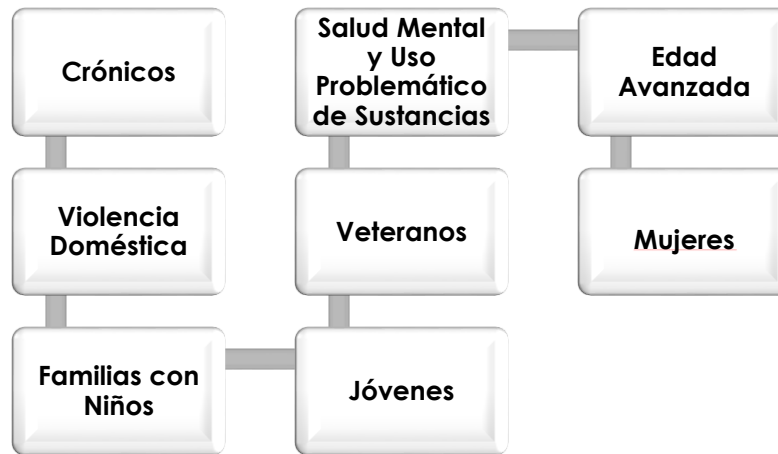 Crónicos
Violencia
Doméstica
Familias con
Niños
Jóvenes
Veteranos
Salud Mental
y Uso
Problemático
de Sustancias
Edad
Avanzada
Mujeres